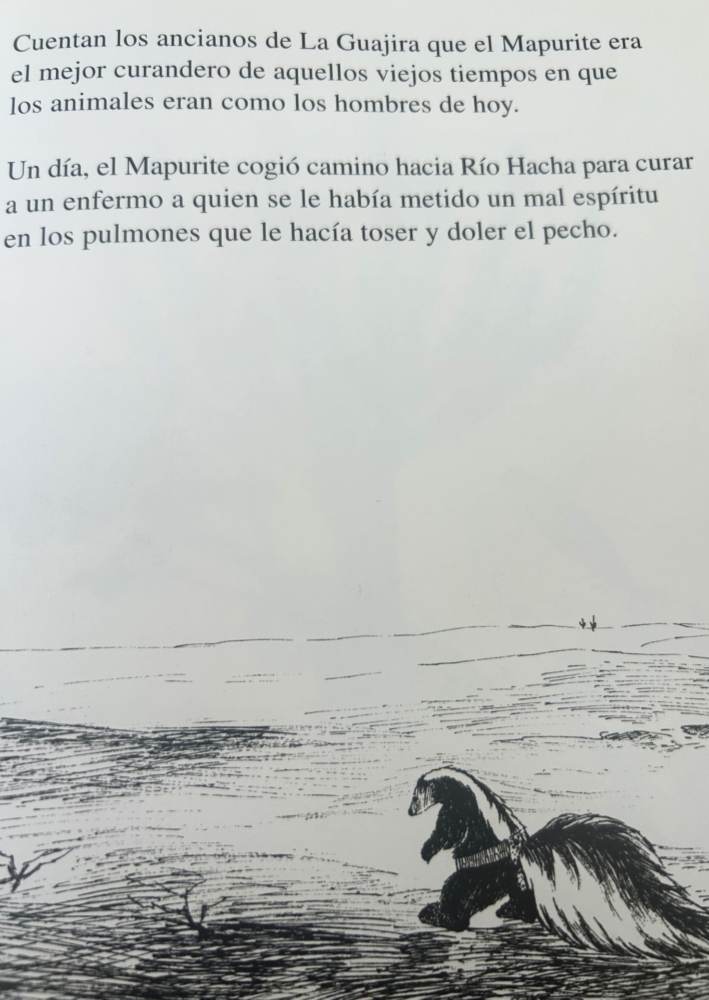 Cuentan los ancianos de La Guajira que el Mapurite era
el mejor curandero de aquellos viejos tiempos en que
los animales eran como los hombres de hoy.
Un día, el Mapurite cogió camino hacia Río Hacha para curar
a un enfermo a quien se le había metido un mal espíritu
en los pulmones que le hacía toser y doler el pecho.